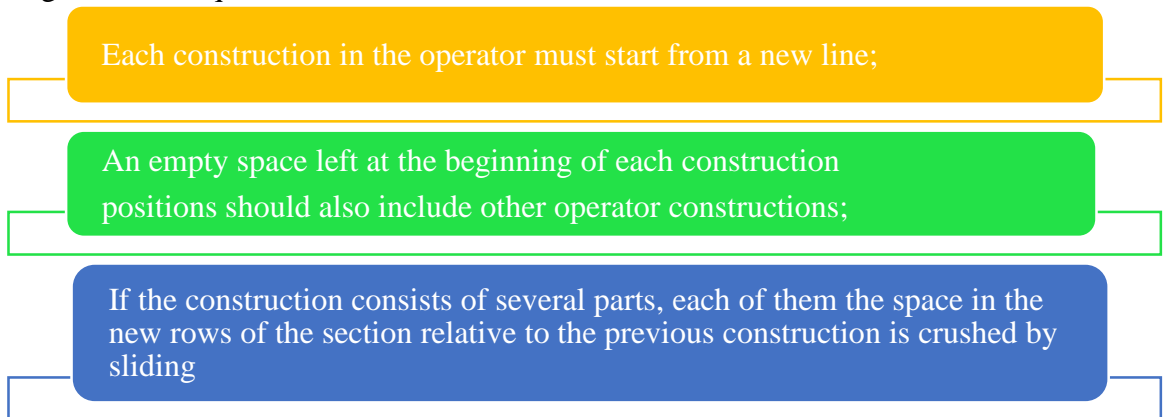 Each construction in the operator must start from a new line;
An empty space left at the beginning of each construction
positions should also include other operator constructions;
If the construction consists of several parts, each of them the space in the
new rows of the section relative to the previous construction is crushed by
sliding